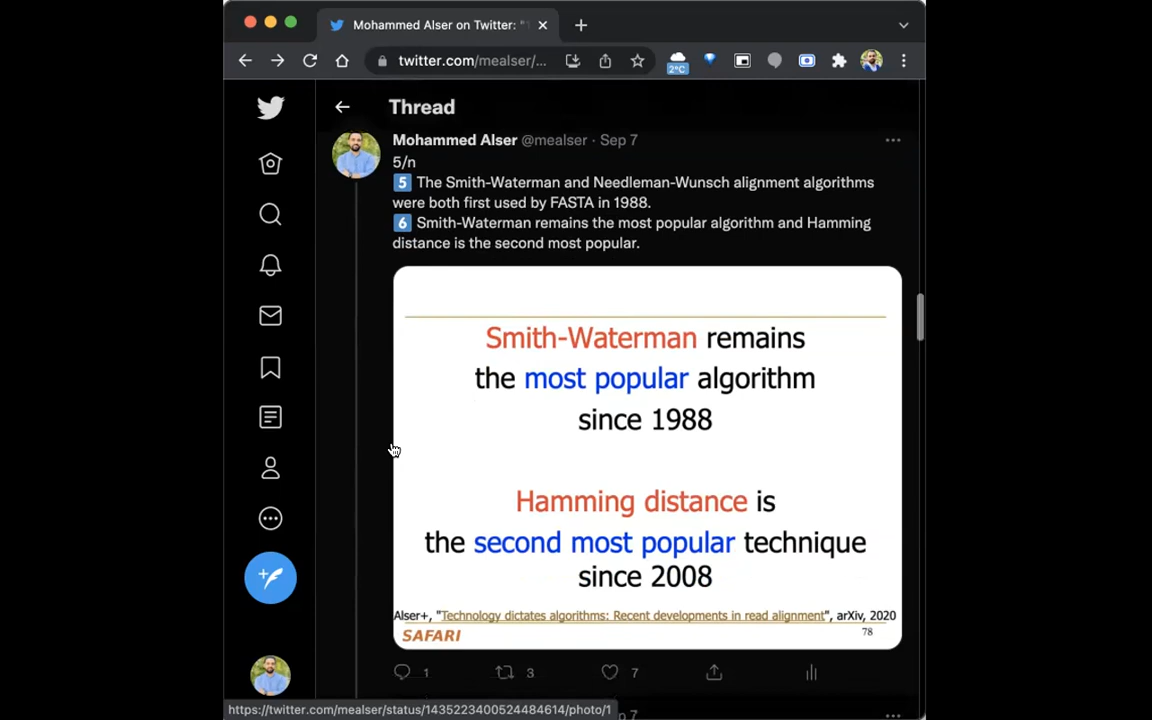 Mohammed Alser on Twitter: "
twitter.com/mealser/...
2°C
Thread
Mohammed Alser @mealser · Sep 7
5/n
5 The Smith-Waterman and Needleman-Wunsch alignment algorithms
were both first used by FASTA in 1988.
6 Smith-Waterman remains the most popular algorithm and Hamming
distance is the second most popular.
Smith-Waterman remains
the most popular algorithm
since 1988
Hamming distance is
the second most popular technique
since 2008
Alser+, "Technology dictates algorithms: Recent developments in read alignment", arXiv, 2020
SAFARI
78
1 3 7
https://twitter.com/mealser/status/1435223400524484614/photo/1
p 7